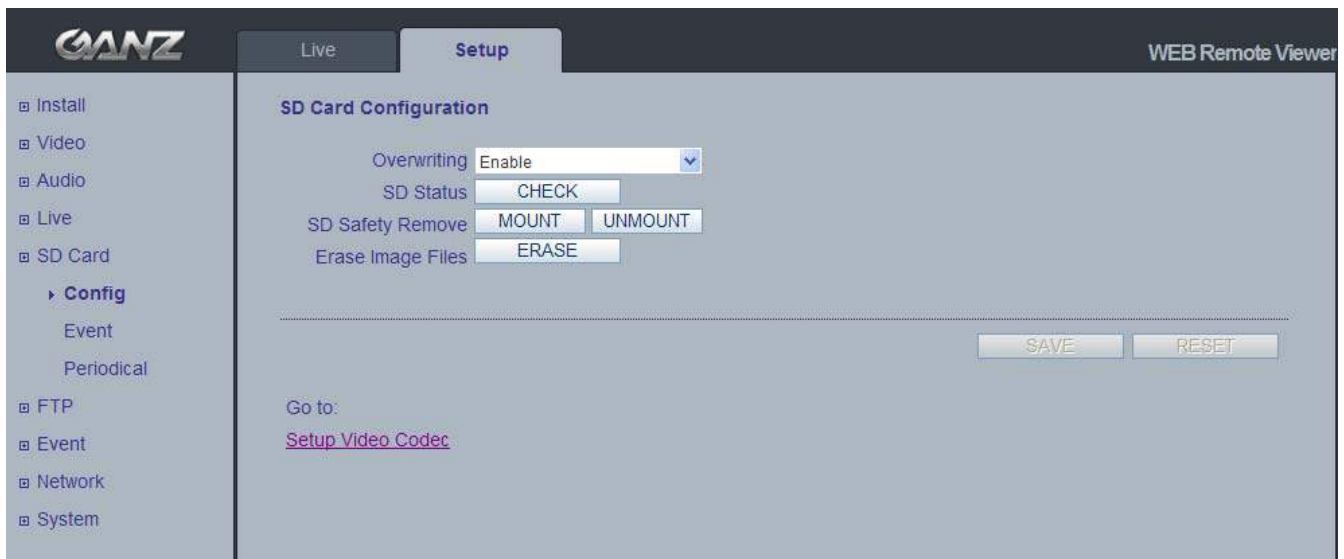 GANZ
Live
Setup
WEB Remote Viewer
Install
Video
Audio
Live
SD Card
Config
Event
Periodical
FTP
Event
Network
System
SD Card Configuration
Overwriting Enable
SD Status CHECK
SD Safety Remove MOUNT UNMOUNT
Erase Image Files ERASE
SAVE RESET
Go to:
Setup Video Codec